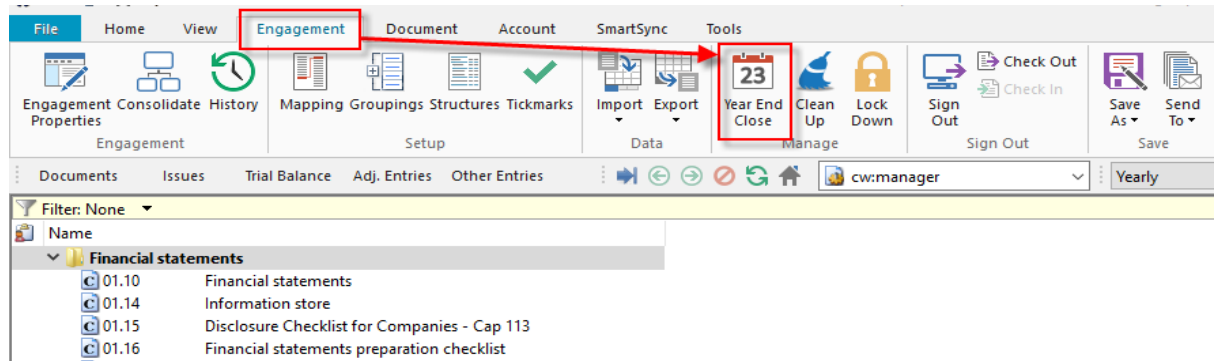 File Home View Engagement Document Account SmartSync Tools
23
Check Out
Check In
Engagement Properties Consolidate History Mapping Groupings Structures Tickmarks Import Export Year End Close Clean Up Lock Down Sign Out Save As Send To
Engagement Setup Data Manage Sign Out Save
Documents Issues Trial Balance Adj. Entries Other Entries cw:manager Yearly
Filter: None
Name
Financial statements
C 01.10 Financial statements
C 01.14 Information store
C 01.15 Disclosure Checklist for Companies - Cap 113
C 01.16 Financial statements preparation checklist